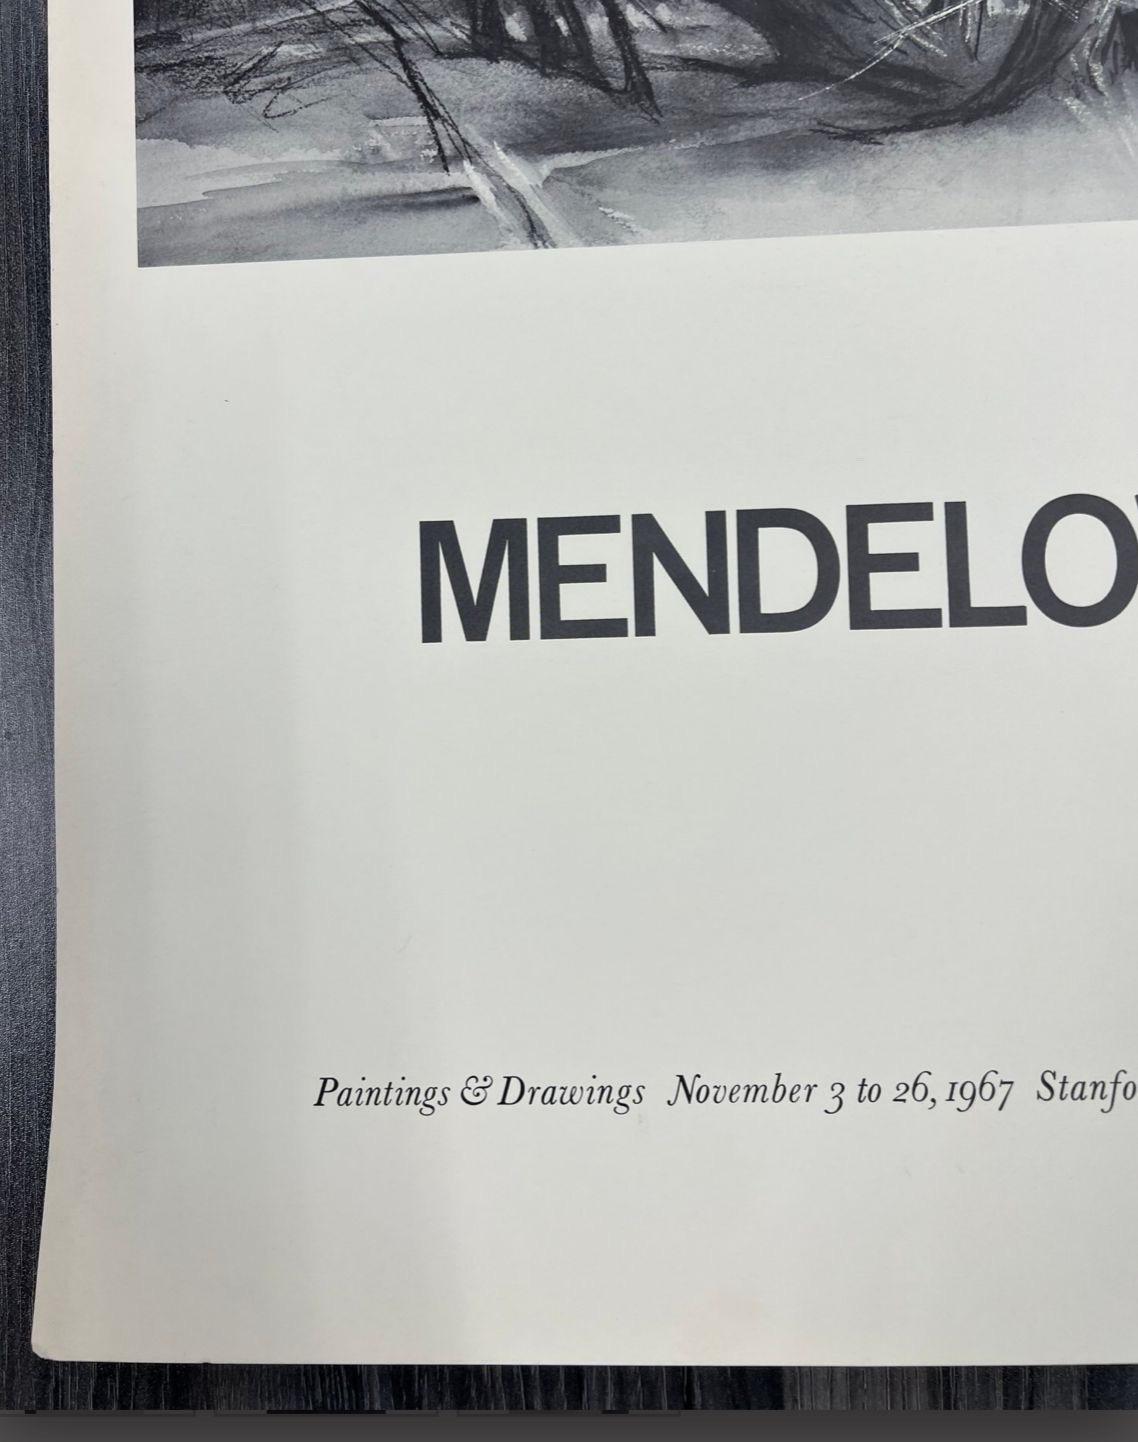 MENDELO
Paintings & Drawings November 3 to 26, 1967 Stanfo